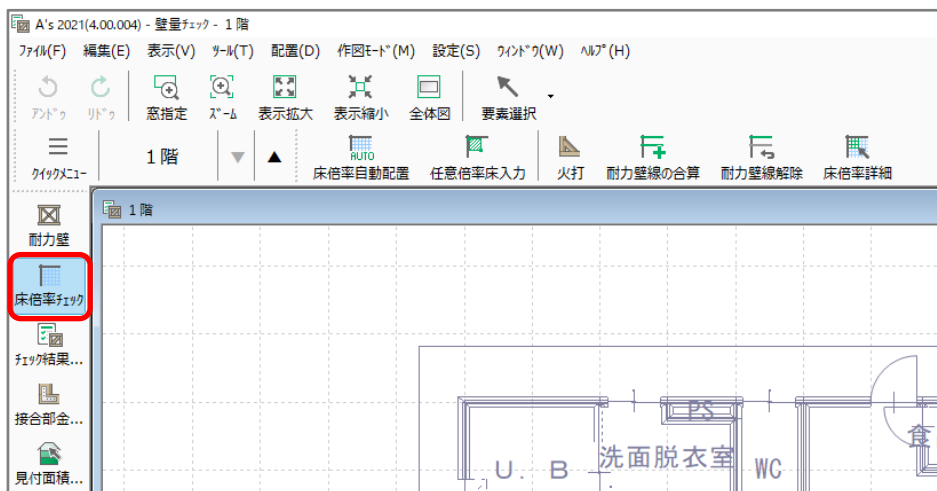 A's 2021(4.00.004) - 壁量ﾁｪｯｸ - 1 階
ﾌｧｲﾙ(F) 編集(E) 表示(V) ﾂｰﾙ(T) 配置(D) 作図ﾓｰﾄﾞ(M) 設定(S) ｳｨﾝﾄﾞｳ(W) ﾍﾙﾌﾟ(H)
ｱﾝﾄﾞｩ ﾘﾄﾞｩ 窓指定 ｽﾞｰﾑ 表示拡大 表示縮小 全体図 要素選択
AUTO
ｸｲｯｸﾒﾆｭｰ 1 階 ▼ ▲ 床倍率自動配置 任意倍率床入力 火打 耐力壁線の合算 耐力壁線解除 床倍率詳細
1 階
耐力壁
床倍率ﾁｪｯｸ
ﾁｪｯｸ結果...
接合部金...
見付面積...
PS
食
U. B 洗面脱衣室 WC